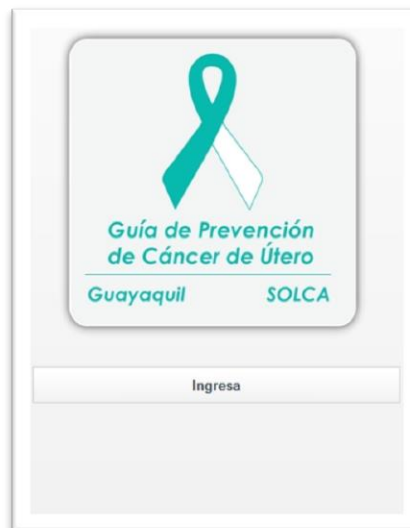 Guía de Prevención
de Cáncer de Útero
Guayaquil SOLCA
Ingresa